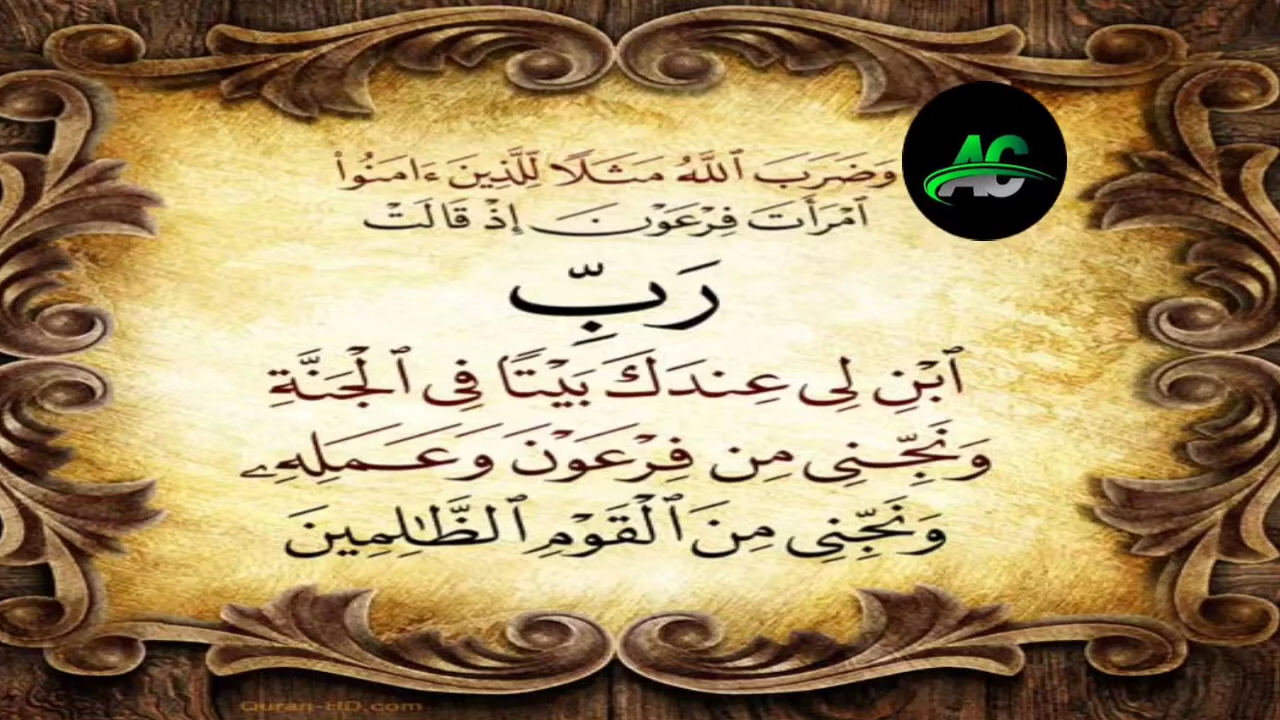 وَضَرَبَ ٱللَّهُ مَثَلًا لِّلَّذِينَ ءَامَنُوا۟
ٱمْرَأَتَ فِرْعَوْنَ إِذْ قَالَتْ
رَبِّ
ٱبْنِ لِى عِندَكَ بَيْتًا فِى ٱلْجَنَّةِ
وَنَجِّنِى مِن فِرْعَوْنَ وَعَمَلِهِۦ
وَنَجِّنِى مِنَ ٱلْقَوْمِ ٱلظَّٰلِمِينَ
AC
Quran-HD.com